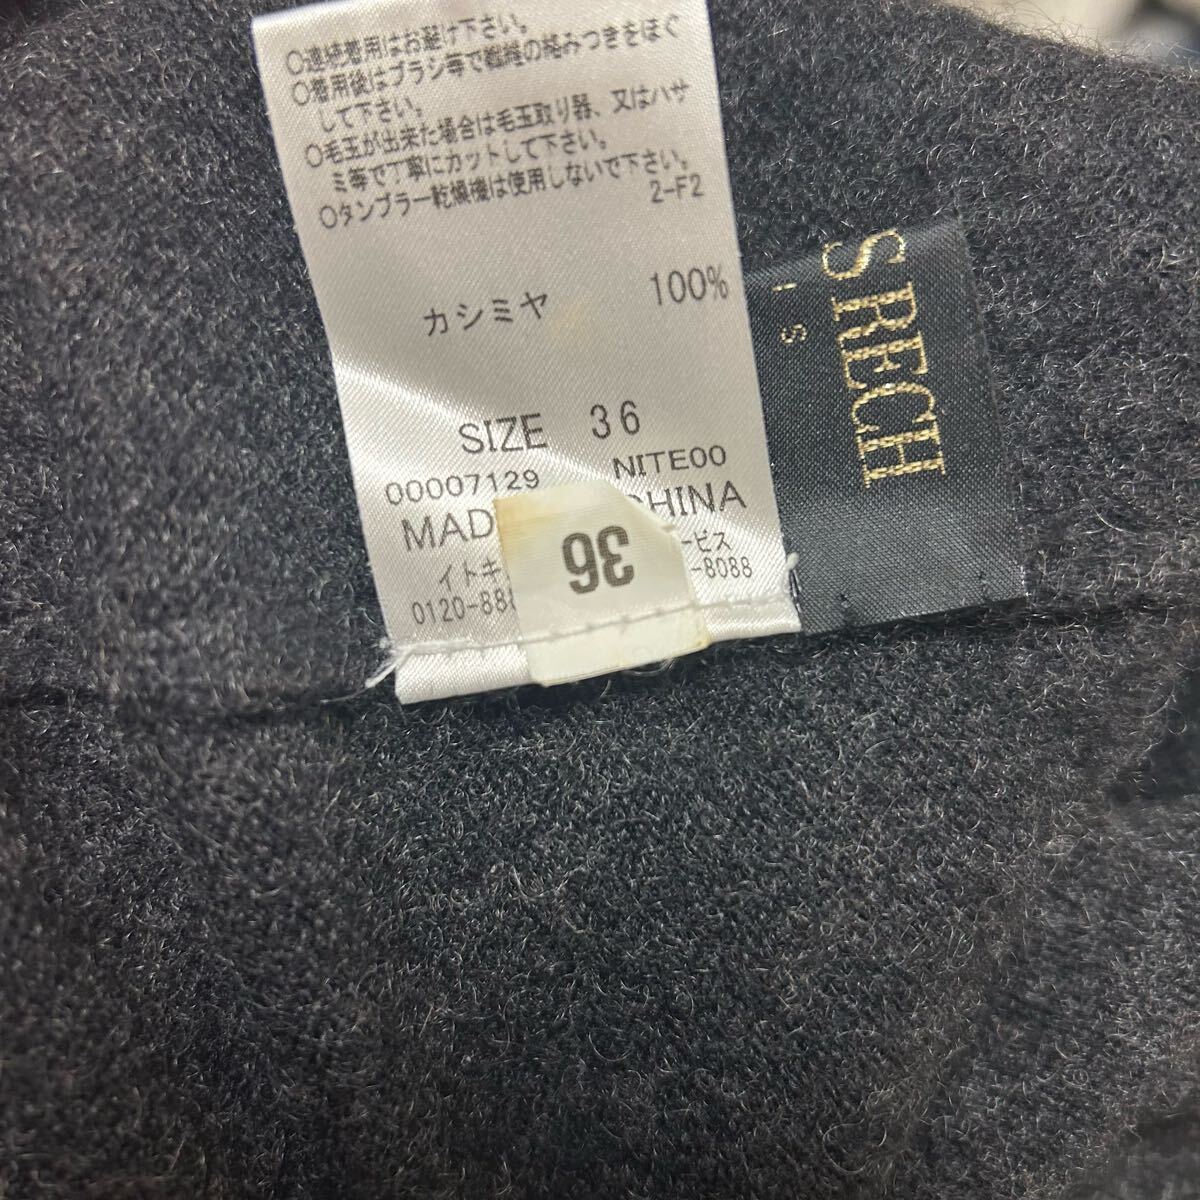 ○連続着用はお避け下さい。
○着用後はブラシ等で繊維の絡みつきをほぐ
して下さい。
○毛玉が出来た場合は毛玉取り器、又はハサ
ミ等で丁寧にカットして下さい。
○タンブラー乾燥機は使用しないで下さい。
2-F2
カシミヤ 100%
SIZE 36
00007129 NITE00
MAD CHINA
イトキ ービス
0120-88 -8088
36
S RECH
I S